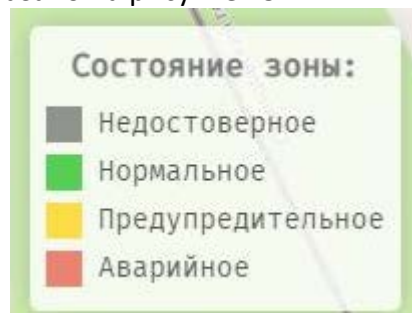 Состояние зоны:
Недостоверное
Нормальное
Предупредительное
Аварийное